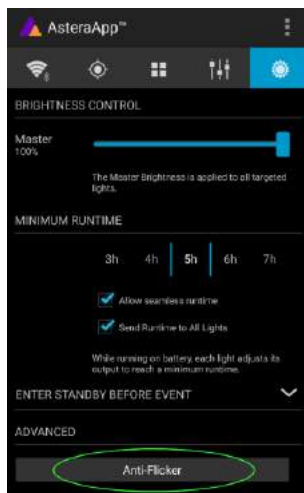 AsteraApp™
BRIGHTNESS CONTROL
Master
100%
The Master Brightness is applied to all targeted
lights.
MINIMUM RUNTIME
3h 4h 5h 6h 7h
Allow seamless runtime
Send Runtime to All Lights
While running on battery, each light adjusts its
output to reach a minimum runtime.
ENTER STANDBY BEFORE EVENT
ADVANCED
Anti-Flicker